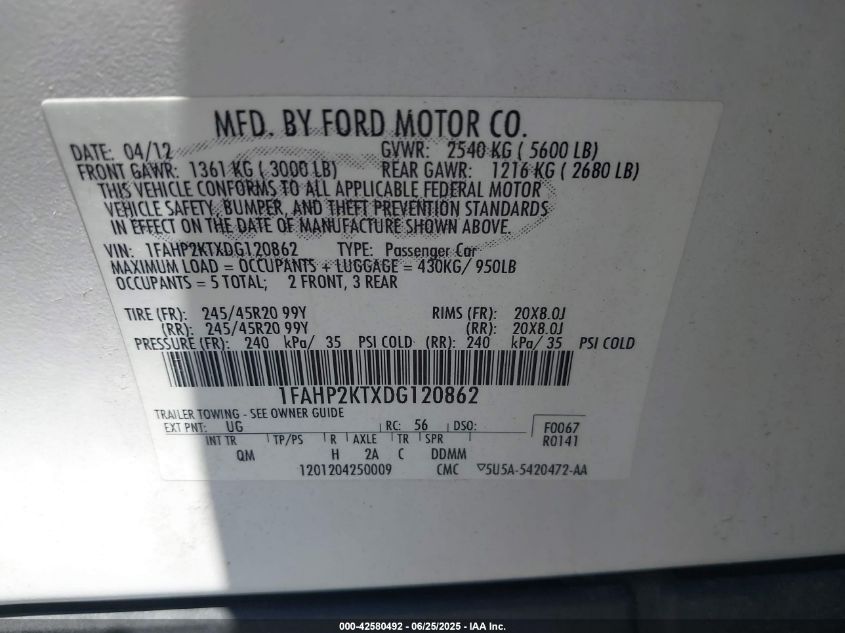 MFD. BY FORD MOTOR CO.
DATE: 04/12 GVWR: 2540 KG ( 5600 LB)
FRONT GAWR: 1361 KG ( 3000 LB) REAR GAWR: 1216 KG ( 2680 LB)
THIS VEHICLE CONFORMS TO ALL APPLICABLE FEDERAL MOTOR
VEHICLE SAFETY, BUMPER, AND THEFT PREVENTION STANDARDS
IN EFFECT ON THE DATE OF MANUFACTURE SHOWN ABOVE.
VIN: 1FAHP2KTXDG120862 TYPE: Passenger Car
MAXIMUM LOAD = OCCUPANTS + LUGGAGE = 430KG/ 950LB
OCCUPANTS = 5 TOTAL; 2 FRONT, 3 REAR
TIRE (FR): 245/45R20 99Y RIMS (FR): 20X8.0J
(RR): 245/45R20 99Y (RR): 20X8.0J
PRESSURE (FR): 240 kPa/ 35 PSI COLD (RR): 240 kPa/ 35 PSI COLD
1FAHP2KTXDG120862
TRAILER TOWING - SEE OWNER GUIDE
EXT PNT: UG RC: 56 DSO: F0067
INT TR TP/PS R AXLE TR SPR R0141
QM H 2A C DDMM
1201204250009 CMC ▽5U5A-5420472-AA
000-42580492 - 06/25/2025 - IAA Inc.